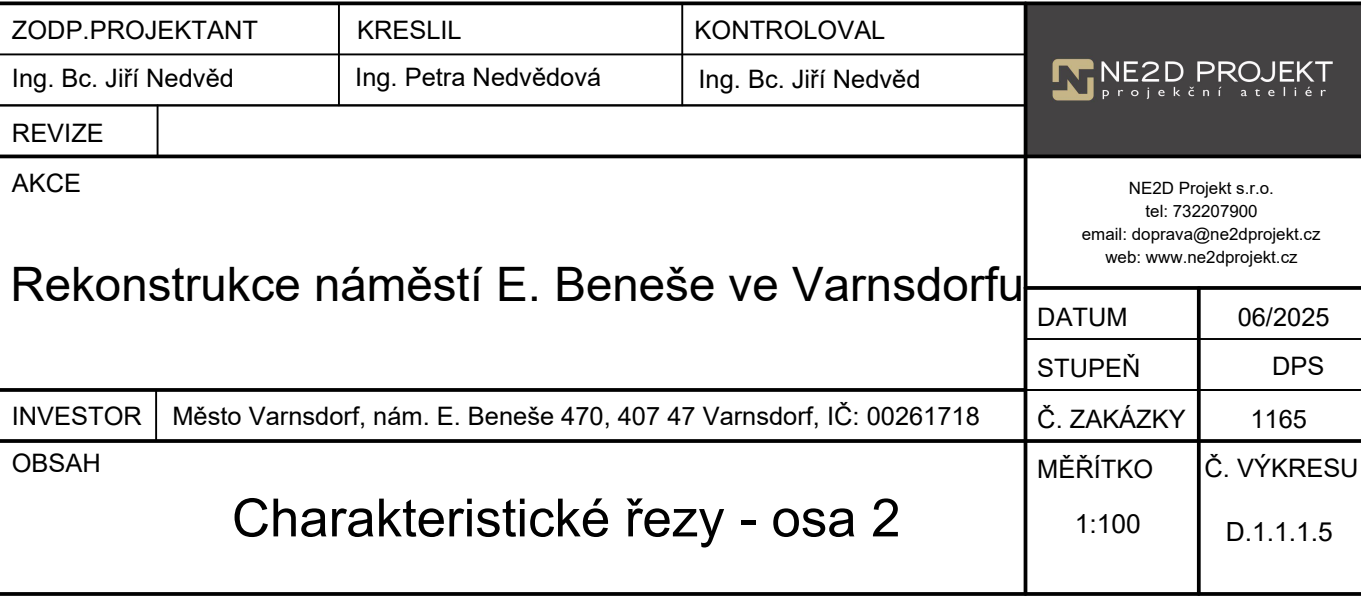 ZODP.PROJEKTANT KRESLIL KONTROLOVAL
Ing. Bc. Jiří Nedvěd Ing. Petra Nedvědová Ing. Bc. Jiří Nedvěd
NE2D PROJEKT
projekční ateliér
REVIZE
AKCE
Rekonstrukce náměstí E. Beneše ve Varnsdorfu
NE2D Projekt s.r.o.
tel: 732207900
email: doprava@ne2dprojekt.cz
web: www.ne2dprojekt.cz
DATUM 06/2025
STUPEŇ DPS
INVESTOR Město Varnsdorf, nám. E. Beneše 470, 407 47 Varnsdorf, IČ: 00261718
Č. ZAKÁZKY 1165
OBSAH
Charakteristické řezy - osa 2
MĚŘÍTKO Č. VÝKRESU
1:100 D.1.1.1.5